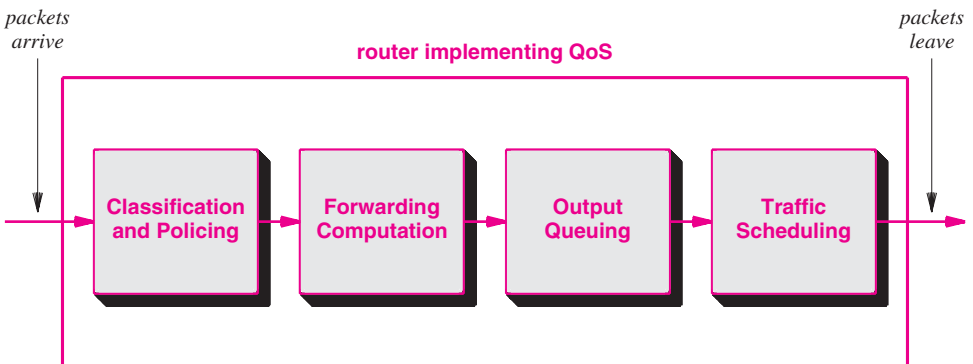 packets
arrive
packets
leave
router implementing QoS
Classification
and Policing
Forwarding
Computation
Output
Queuing
Traffic
Scheduling